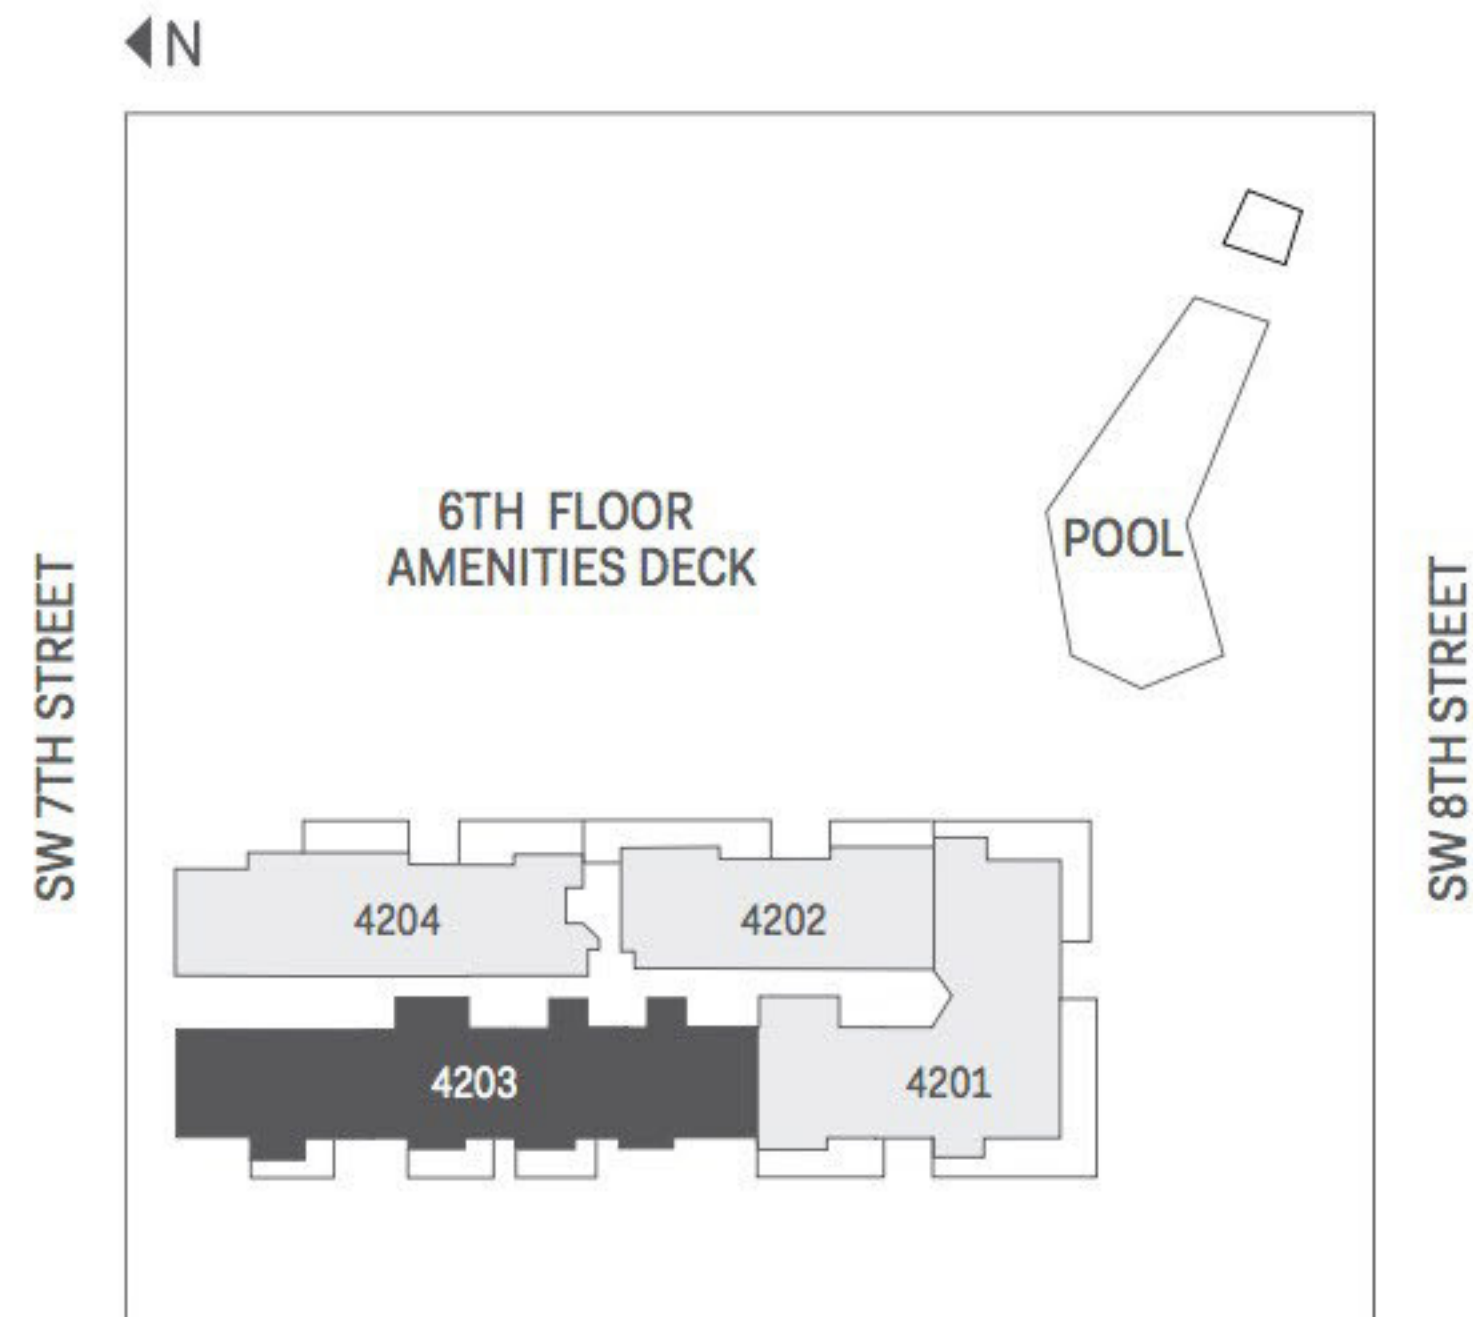 N
6TH FLOOR
AMENITIES DECK
POOL
SW 7TH STREET
SW 8TH STREET
4204
4202
4203
4201